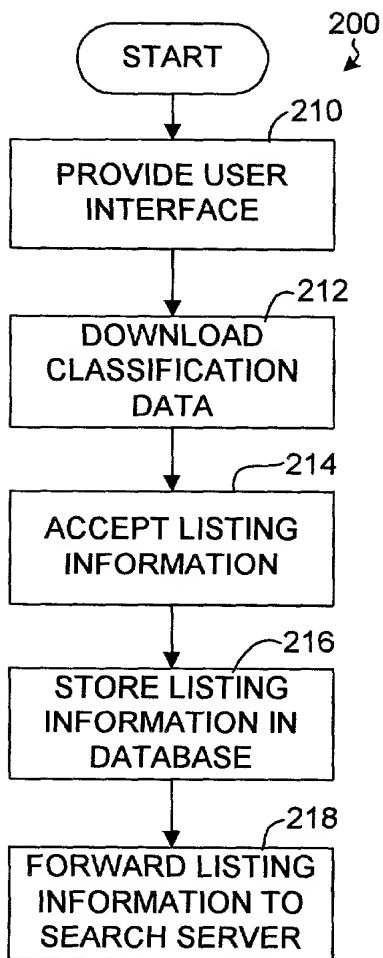 200
START
210
PROVIDE USER
INTERFACE
212
DOWNLOAD
CLASSIFICATION
DATA
214
ACCEPT LISTING
INFORMATION
216
STORE LISTING
INFORMATION IN
DATABASE
218
FORWARD LISTING
INFORMATION TO
SEARCH SERVER